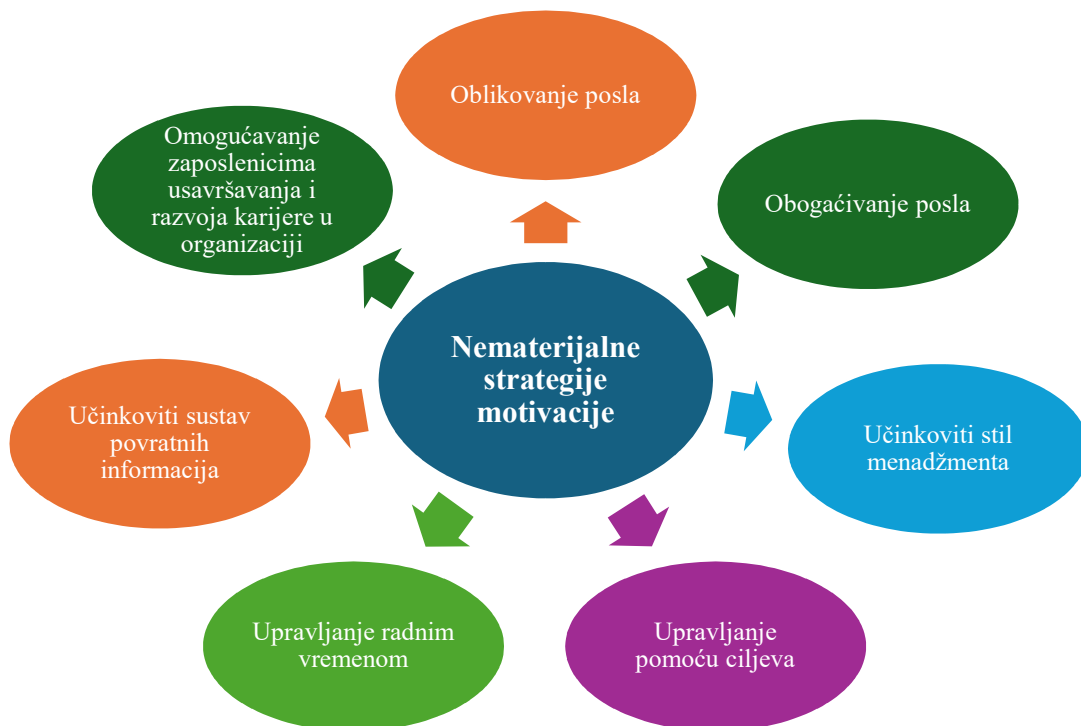 Oblikovanje posla
Obogaćivanje posla
Učinkoviti stil
menadžmenta
Upravljanje
pomoću ciljeva
Upravljanje radnim
vremenom
Učinkoviti sustav
povratnih
informacija
Omogućavanje
zaposlenicima
usavršavanja i
razvoja karijere u
organizaciji
Nematerijalne
strategije
motivacije